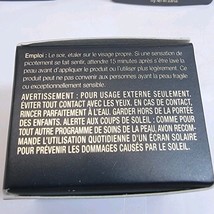 Emploi : Le soir, étaler sur le visage propre. Si une sensation de
picotement se fait sentir, attendre 15 minutes après s'être
lavé avant d'appliquer le produit ou l'utiliser plus légèrement. Ce
produit peut ne pas convenir aux personnes ayant la peau fragile
ou exceptionnellement sensible.
AVERTISSEMENT : POUR USAGE EXTERNE SEULEMENT.
ÉVITER TOUT CONTACT AVEC LES YEUX. EN CAS DE CONTACT,
RINCER PARFAITEMENT À L'EAU. GARDER HORS DE LA PORTÉE
DES ENFANTS. ALERTE AUX COUPS DE SOLEIL : COMME AVEC
TOUT AUTRE PROGRAMME DE SOINS DE LA PEAU, AVON RECOM-
MANDE L'UTILISATION QUOTIDIENNE D'UN ÉCRAN SOLAIRE
POUR PRÉVENIR LES DOMMAGES CAUSÉS PAR LE SOLEIL.